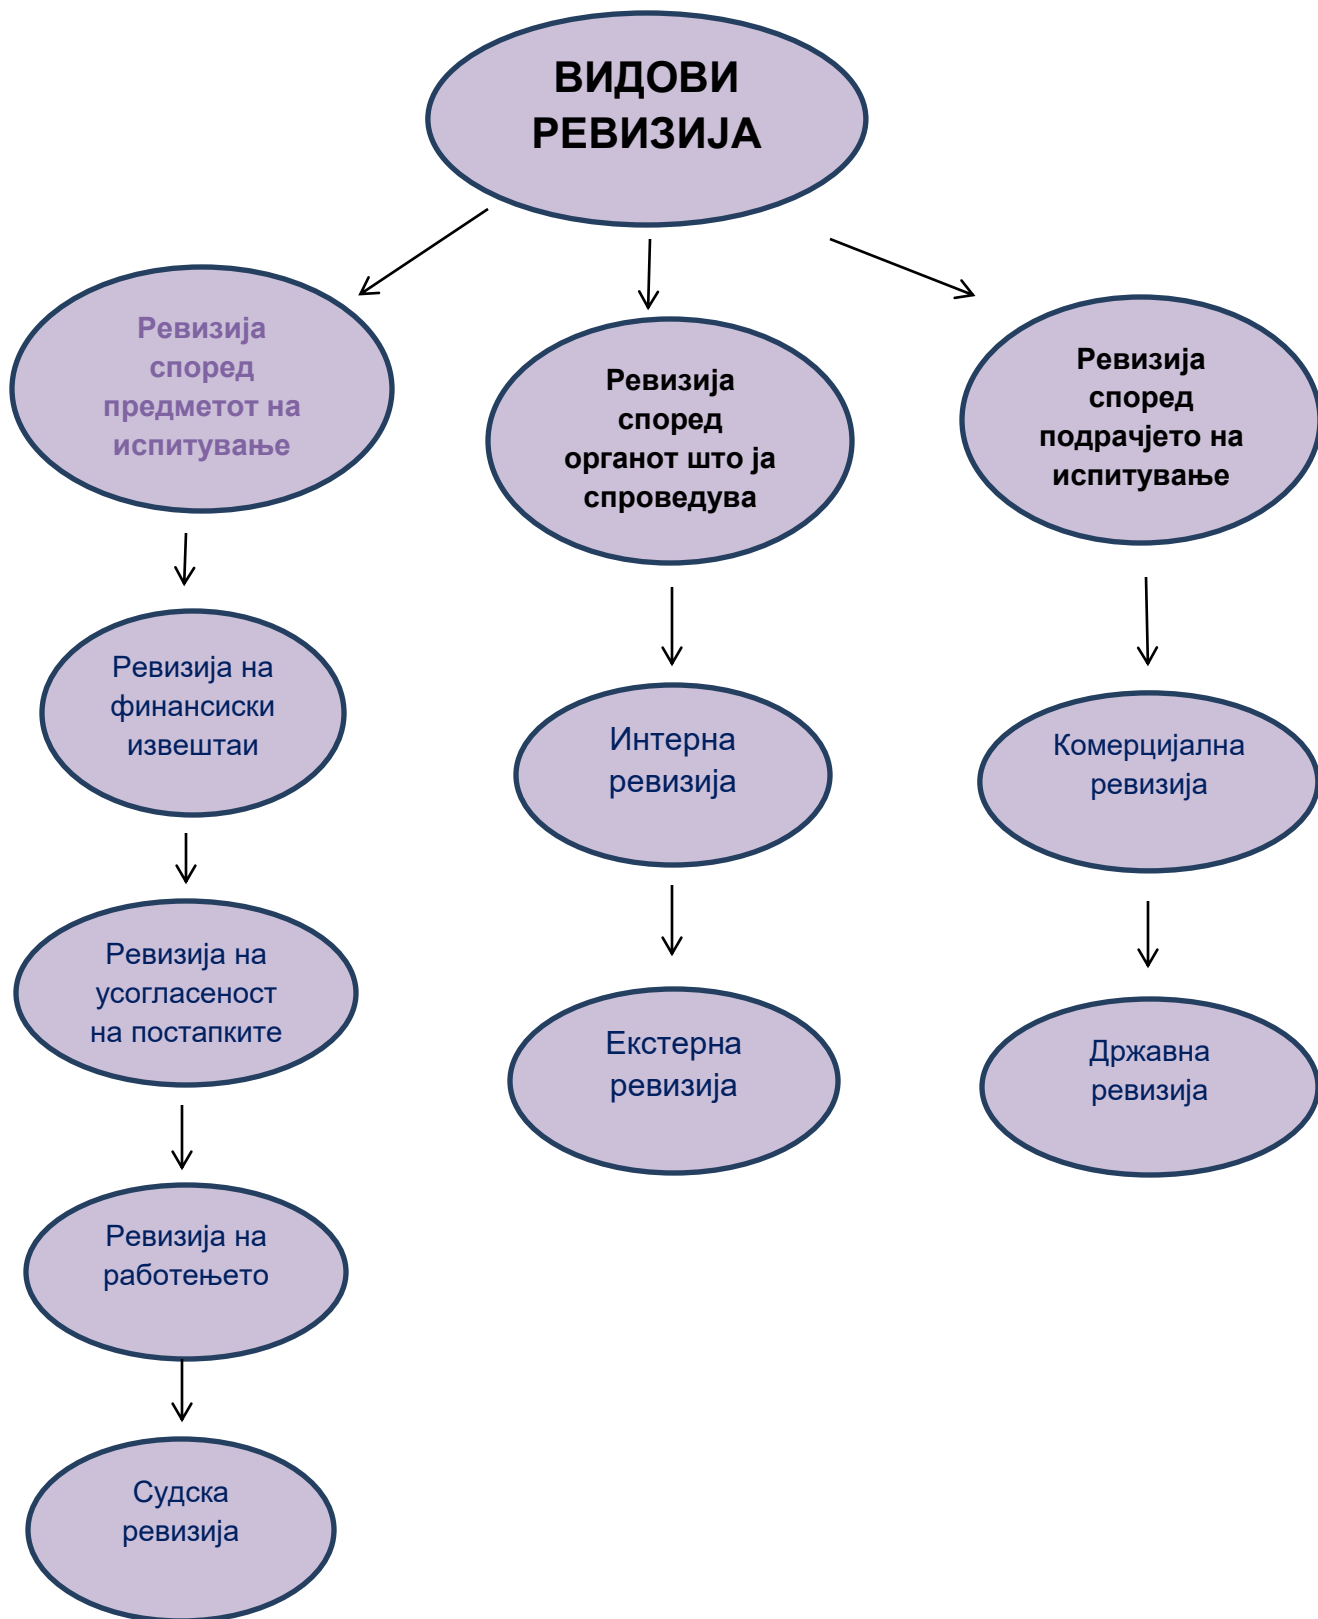 ВИДОВИ
РЕВИЗИЈА
Ревизија
според
предметот на
испитување
Ревизија
според
органот што ја
спроведува
Ревизија
според
подрачјето на
испитување
Ревизија на
финансиски
извештаи
Интерна
ревизија
Комерцијална
ревизија
Ревизија на
усогласеност
на постапките
Екстерна
ревизија
Државна
ревизија
Ревизија на
работењето
Судска
ревизија